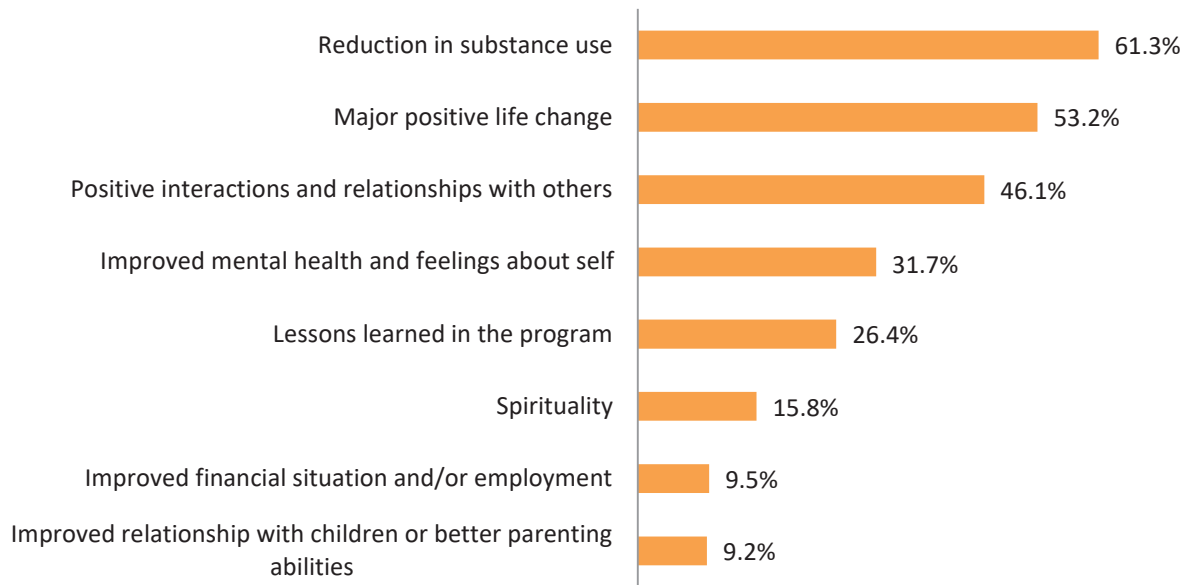 Reduction in substance use 61.3%
Major positive life change 53.2%
Positive interactions and relationships with others 46.1%
Improved mental health and feelings about self 31.7%
Lessons learned in the program 26.4%
Spirituality 15.8%
Improved financial situation and/or employment 9.5%
Improved relationship with children or better parenting
abilities 9.2%